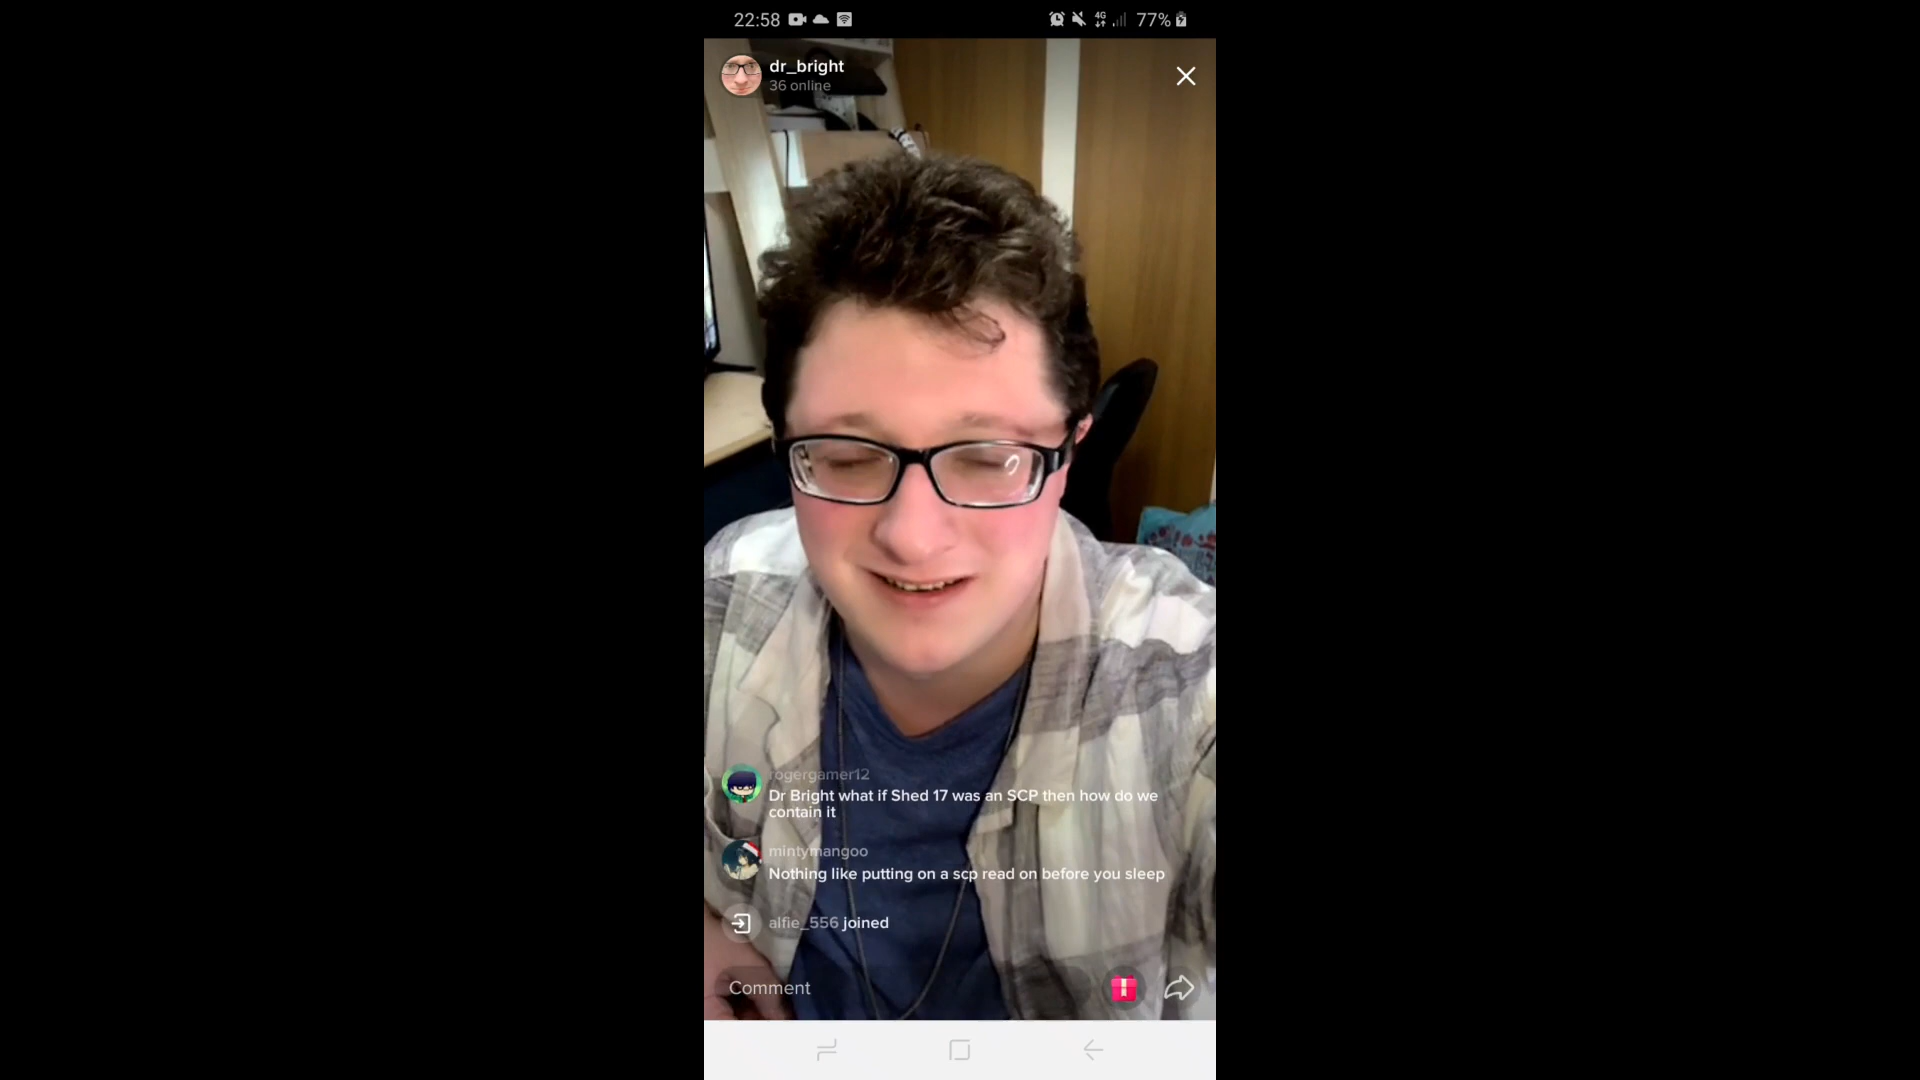 22:58
4G
77%
dr_bright
36 online
rogergamer12
Dr Bright what if Shed 17 was an SCP then how do we
contain it
mintymangoo
Nothing like putting on a scp read on before you sleep
alfie_556 joined
Comment